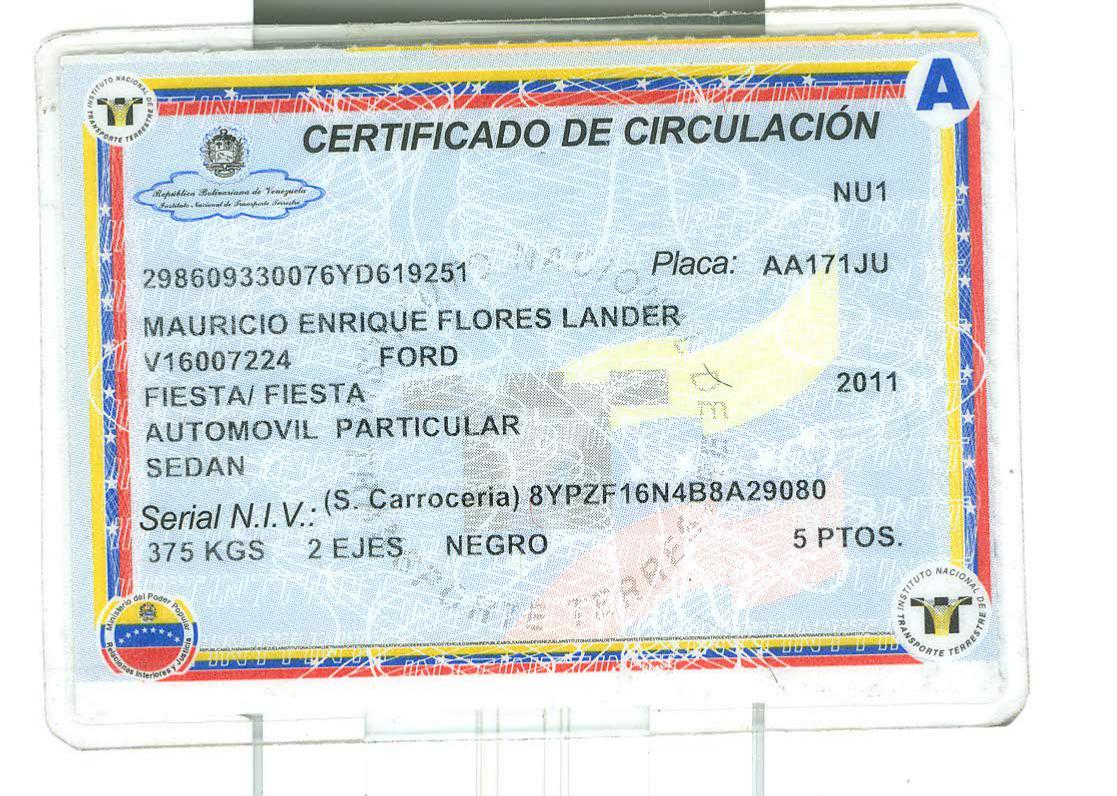 A
INSTITUTO NACIONAL DE TRANSPORTE TERRESTRE
CERTIFICADO DE CIRCULACIÓN
República Bolivariana de Venezuela
Instituto Nacional de Transporte Terrestre
NU1
298609330076YD619251 Placa: AA171JU
MAURICIO ENRIQUE FLORES LANDER
V16007224 FORD
FIESTA/ FIESTA 2011
AUTOMOVIL PARTICULAR
SEDAN
Serial N.I.V.: (S. Carroceria) 8YPZF16N4B8A29080
375 KGS 2 EJES NEGRO 5 PTOS.
Ministerio del Poder Popular
Relaciones Interiores y Justicia
INSTITUTO NACIONAL DE TRANSPORTE TERRESTRE